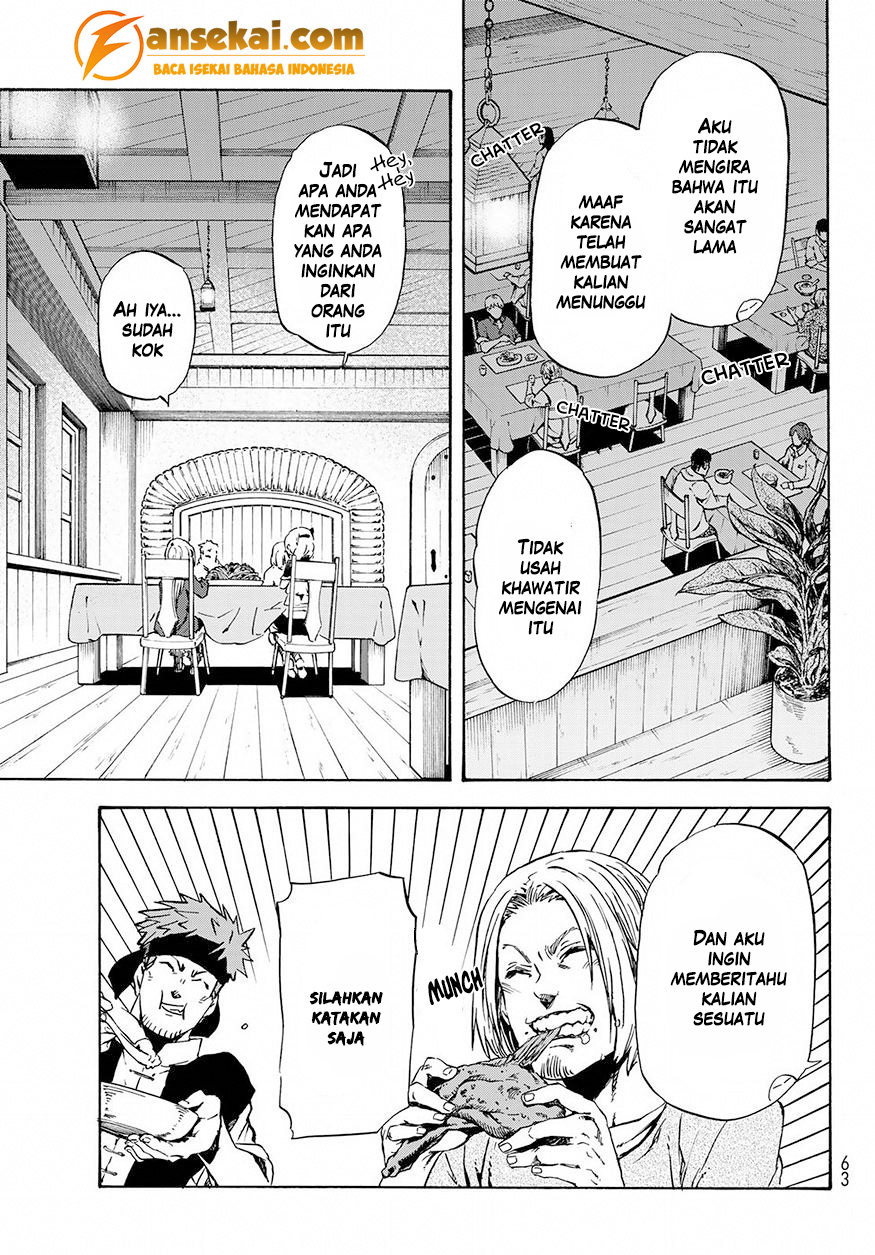 ansekai.com
BACA ISEKAI BAHASA INDONESIA
AKU
TIDAK
MENGIRA
BAHWA ITU
AKAN
SANGAT
LAMA
MAAF
KARENA
TELAH
MEMBUAT
KALIAN
MENUNGGU
CHATTER
CHATTER
CHATTER
TIDAK
USAH
KHAWATIR
MENGENAI
ITU
Hey,
Hey
JADI
APA ANDA
MENDAPAT
KAN APA
YANG ANDA
INGINKAN
DARI
ORANG
ITU
AH IYA...
SUDAH
KOK
DAN AKU
INGIN
MEMBERITAHU
KALIAN
SESUATU
MUNCH
SILAHKAN
KATAKAN
SAJA
63